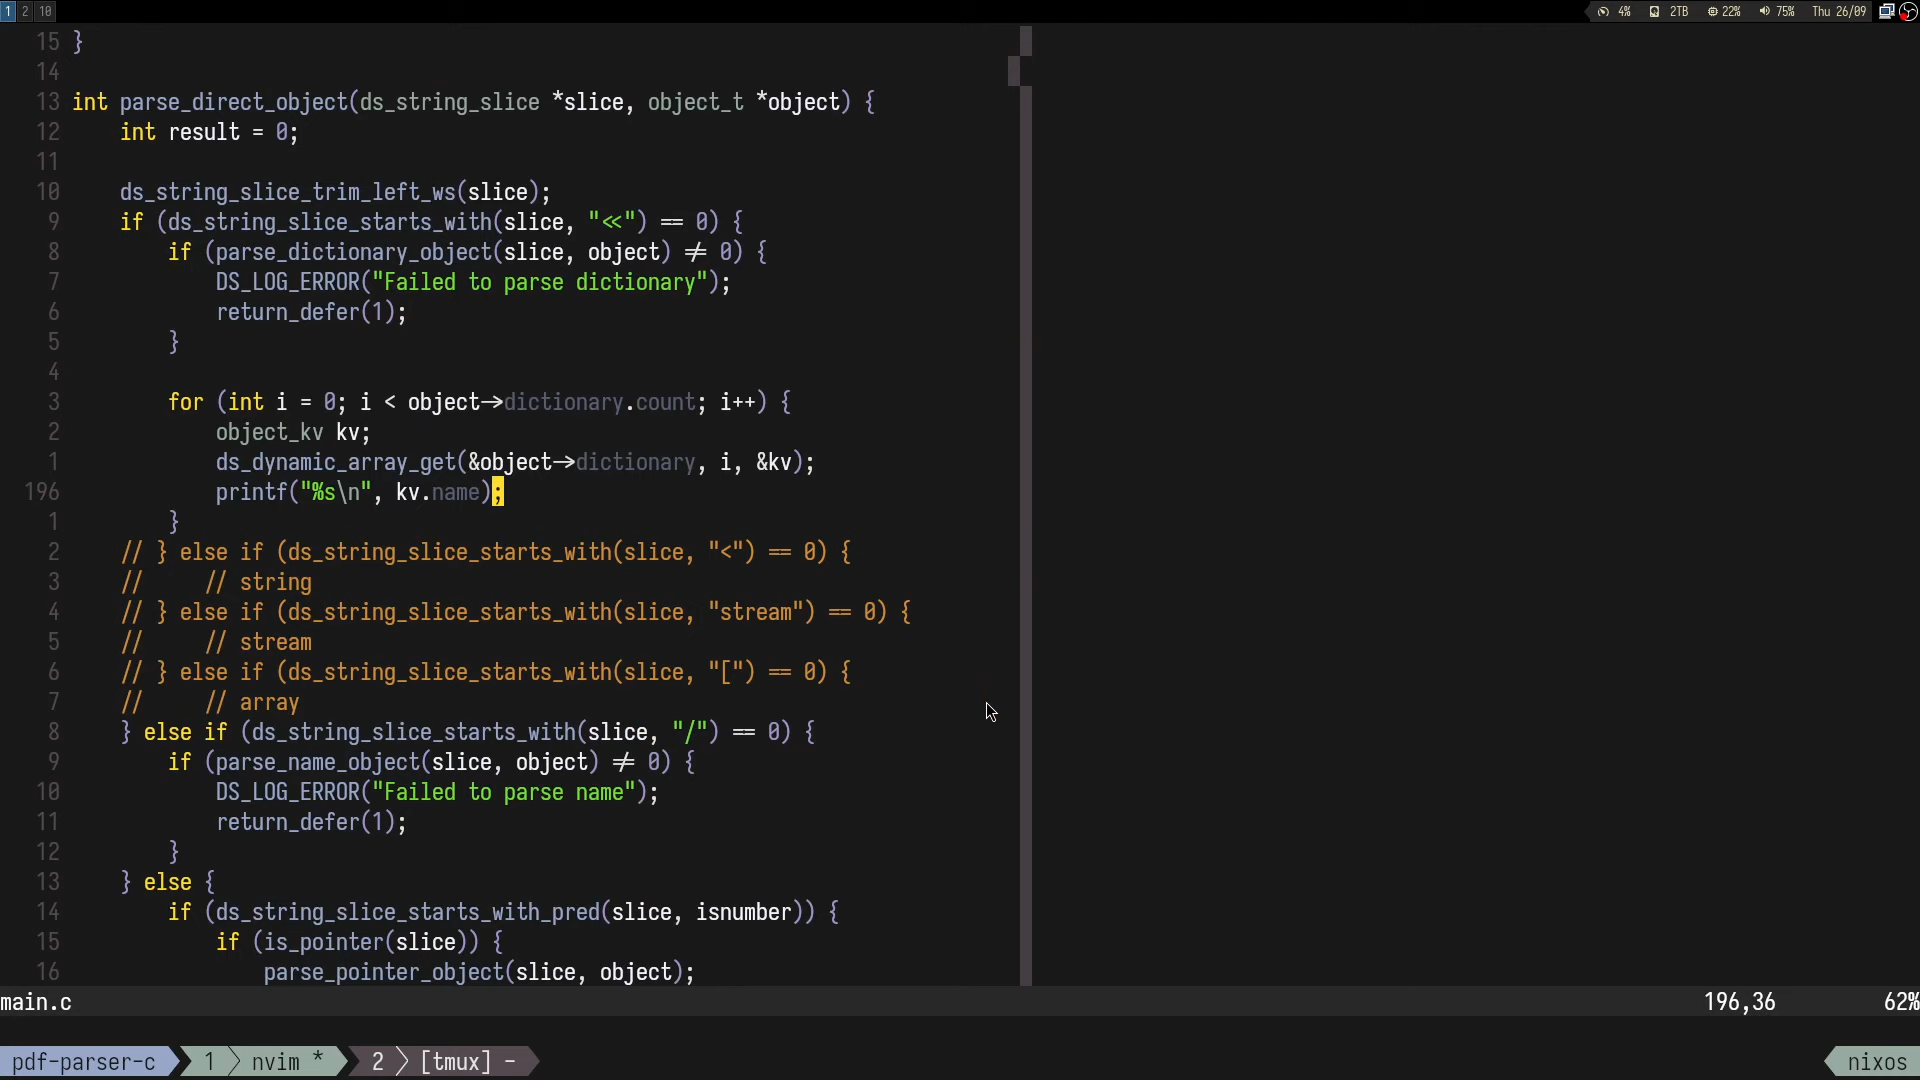 1 2 10 4% 2TB 22% 75% Thu 26/09
15 }
14
13 int parse_direct_object(ds_string_slice *slice, object_t *object) {
12     int result = 0;
11
10     ds_string_slice_trim_left_ws(slice);
9     if (ds_string_slice_starts_with(slice, "<<") == 0) {
8         if (parse_dictionary_object(slice, object) != 0) {
7             DS_LOG_ERROR("Failed to parse dictionary");
6             return_defer(1);
5         }
4
3         for (int i = 0; i < object->dictionary.count; i++) {
2             object_kv kv;
1             ds_dynamic_array_get(&object->dictionary, i, &kv);
196             printf("%s\n", kv.name);
1         }
2     // } else if (ds_string_slice_starts_with(slice, "<") == 0) {
3     //     // string
4     // } else if (ds_string_slice_starts_with(slice, "stream") == 0) {
5     //     // stream
6     // } else if (ds_string_slice_starts_with(slice, "[") == 0) {
7     //     // array
8     } else if (ds_string_slice_starts_with(slice, "/") == 0) {
9         if (parse_name_object(slice, object) != 0) {
10             DS_LOG_ERROR("Failed to parse name");
11             return_defer(1);
12         }
13     } else {
14         if (ds_string_slice_starts_with_pred(slice, isnumber)) {
15             if (is_pointer(slice)) {
16                 parse_pointer_object(slice, object);
main.c 196,36 62%
pdf-parser-c 1 nvim * 2 [tmux] - nixos